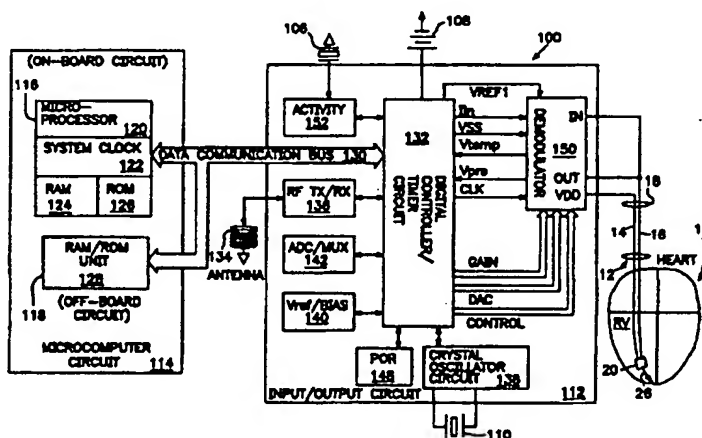 (ON-BOARD CIRCUIT)
116
MICRO-
PROCESSOR
120
SYSTEM CLOCK
122
RAM
124
ROM
126
RAM/ROM
UNIT
128
118
(OFF-BOARD
CIRCUIT)
MICROCOMPUTER
CIRCUIT
114
DATA COMMUNICATION BUS 130
106
108
100
ACTIVITY
152
RF TX/RX
136
134
ANTENNA
ADC/MUX
142
Vref/BIAS
140
POR
148
CRYSTAL
OSCILLATOR
CIRCUIT
138
INPUT/OUTPUT CIRCUIT
112
110
132
DIGITAL
CONTROLLER/
TIMER
CIRCUIT
VREF1
Iin
VSS
Vtemp
Vprs
CLK
GAIN
DAC
CONTROL
DEMODULATOR
150
IN
OUT
VDD
18
14
16
12
HEART
RV
20
26